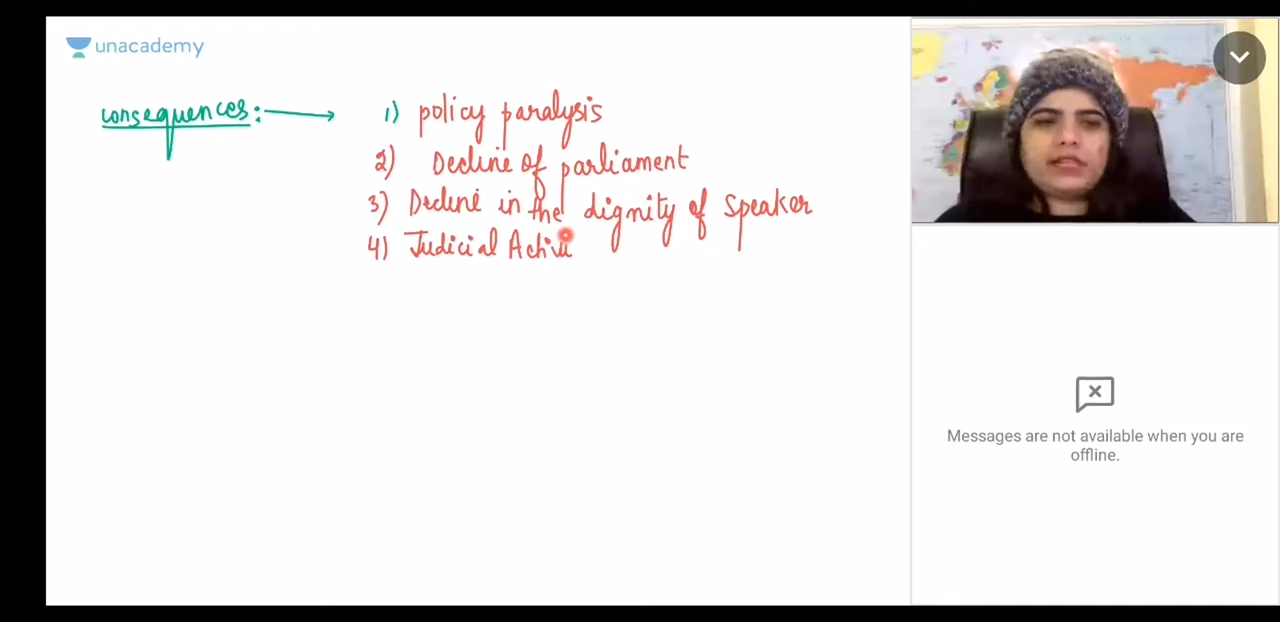 unacademy
consequences: → 1) policy paralysis
2) Decline of parliament
3) Decline in the dignity of Speaker
4) Judicial Activi
Messages are not available when you are
offline.